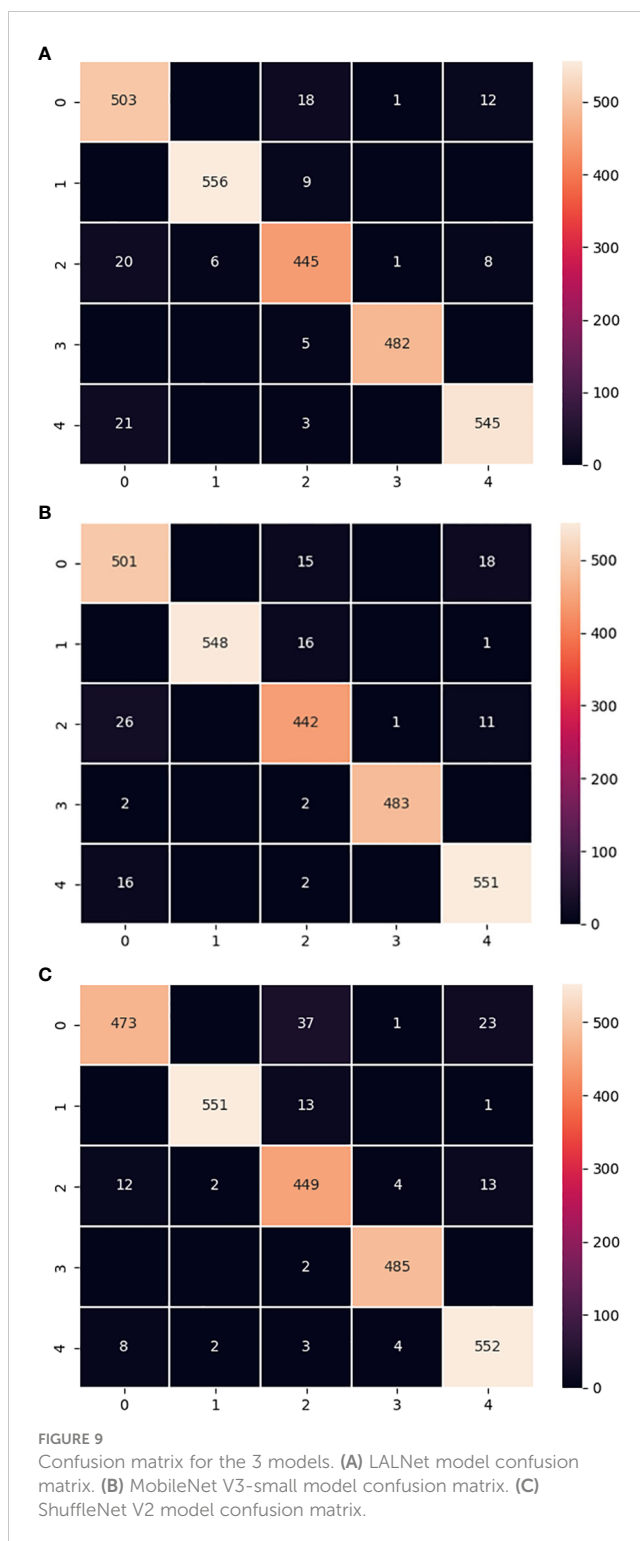 A
0 503 18 1 12 500
1 556 9 400
2 20 6 445 1 8 300
3 5 482 200
100
4 21 3 545 0
0 1 2 3 4
B
0 501 15 18 500
1 548 16 1 400
2 26 442 1 11 300
3 2 2 483 200
100
4 16 2 551 0
0 1 2 3 4
C
0 473 37 1 23 500
1 551 13 1 400
2 12 2 449 4 13 300
3 2 485 200
100
4 8 2 3 4 552 0
0 1 2 3 4
FIGURE 9
Confusion matrix for the 3 models. (A) LALNet model confusion
matrix. (B) MobileNet V3-small model confusion matrix. (C)
ShuffleNet V2 model confusion matrix.